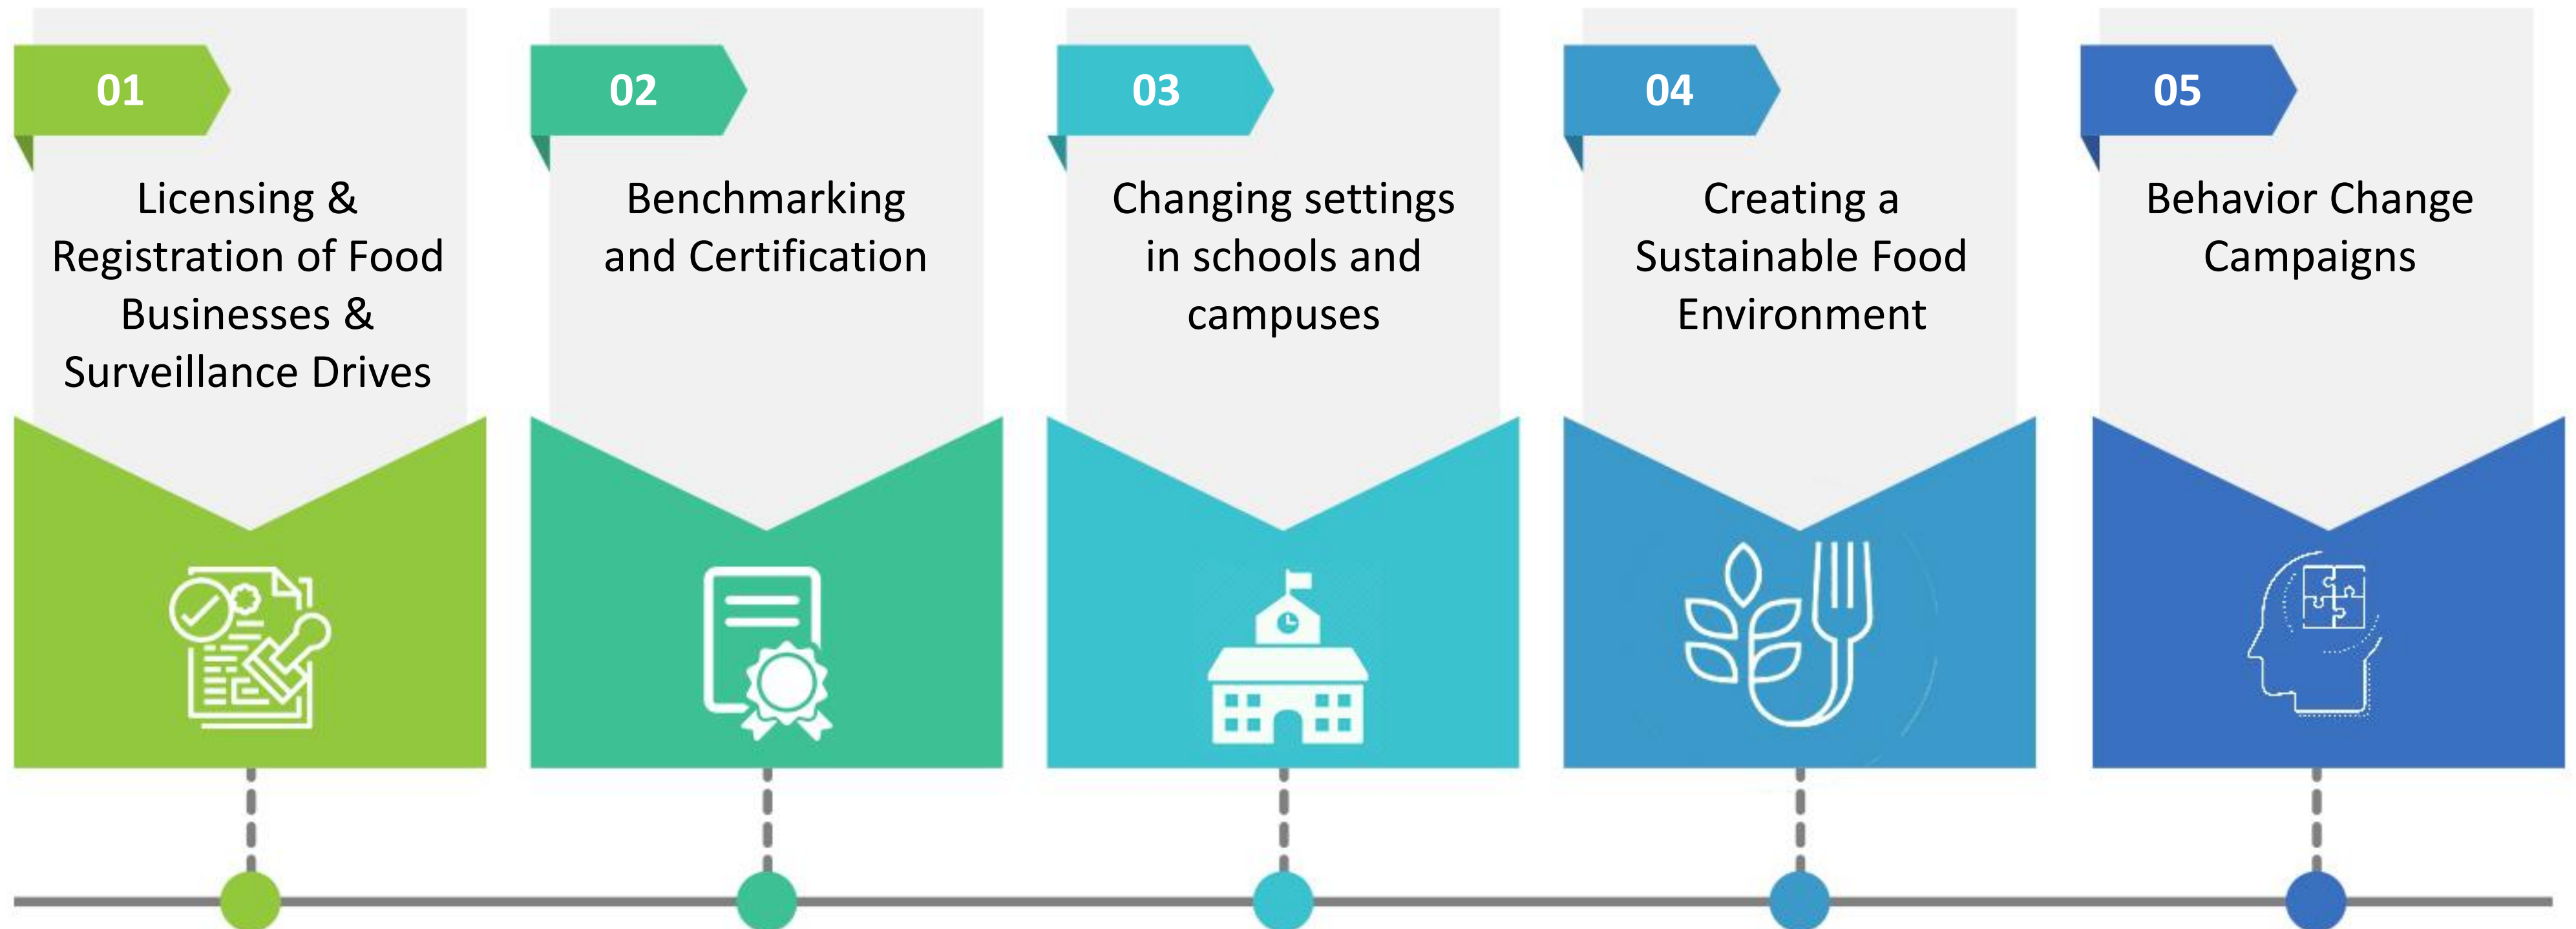 01
Licensing &
Registration of Food
Businesses &
Surveillance Drives
02
Benchmarking
and Certification
03
Changing settings
in schools and
campuses
04
Creating a
Sustainable Food
Environment
05
Behavior Change
Campaigns